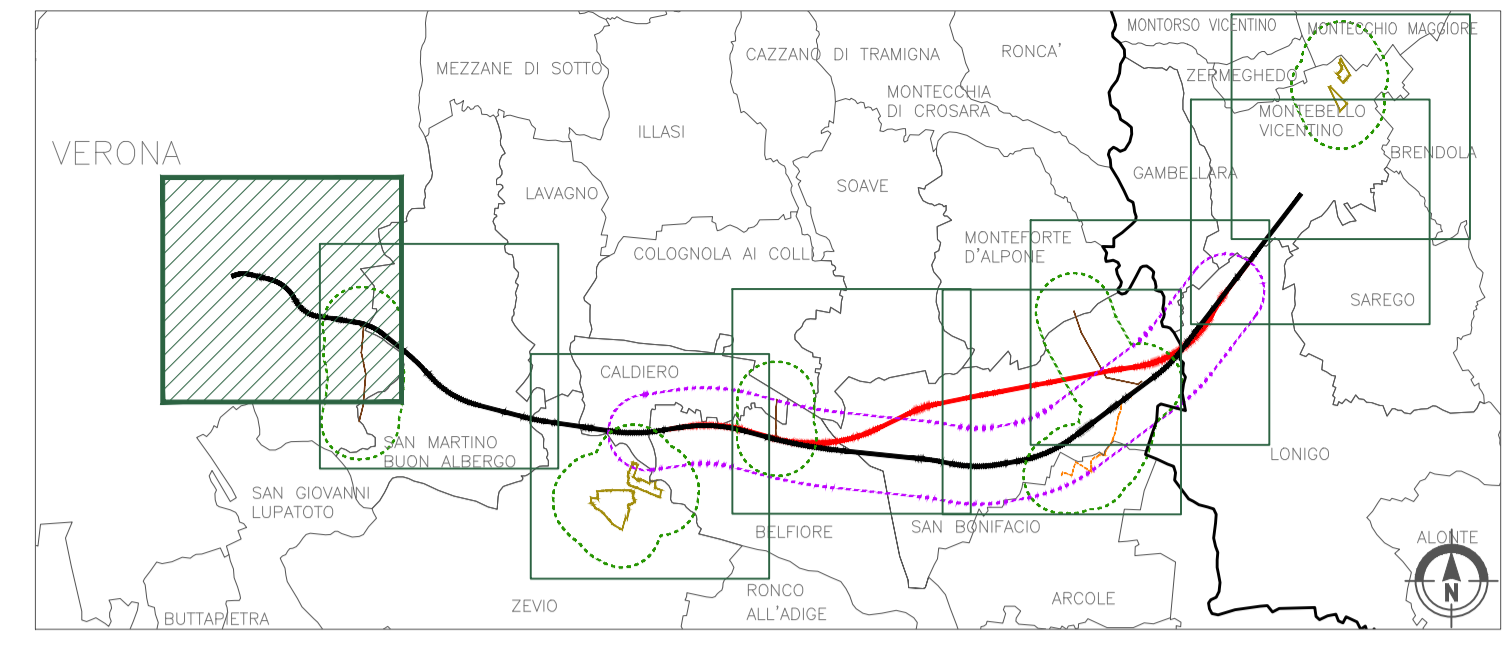 MONTORSO VICENTINO
MONTECCHIO MAGGIORE
MEZZANE DI SOTTO
CAZZANO DI TRAMIGNA
RONCA'
ZERMEGHEDO
MONTECCHIA
DI CROSARA
MONTEBELLO
VICENTINO
ILLASI
VERONA
BRENDOLA
LAVAGNO
SOAVE
GAMBELLARA
COLOGNOLA AI COLLI
MONTEFORTE
D'ALPONE
SAREGO
CALDIERO
SAN MARTINO
BUON ALBERGO
LONIGO
SAN GIOVANNI
LUPATOTO
BELFIORE
SAN BONIFACIO
ALONTE
N
ZEVIO
RONCO
ALL'ADIGE
ARCOLE
BUTTAPIETRA